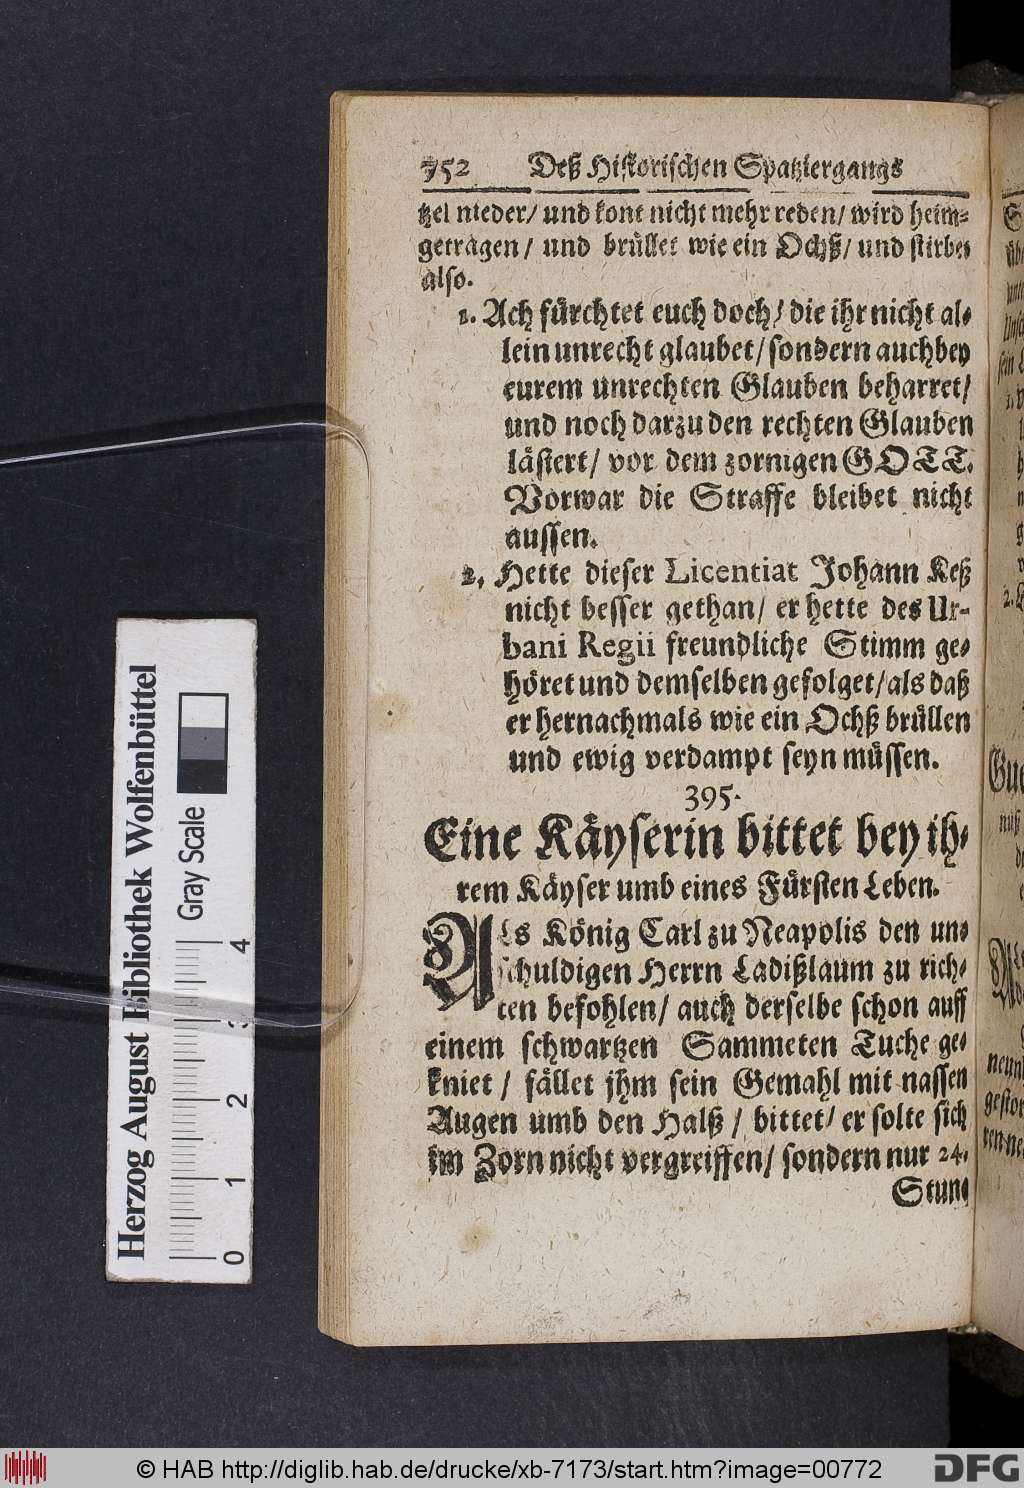 752 Deß Historischen Spatziergangs
tzel nieder/ und kont nicht mehr reden/ wird heim-
getragen/ und brüllet wie ein Ochß/ und stirbet
also.
1. Ach fürchtet euch doch/ die ihr nicht al-
lein unrecht glaubet/ sondern auch bey
eurem unrechten Glauben beharret/
und noch darzu den rechten Glauben
lästert/ vor dem zornigen GOTT.
Vorwar die Straffe bleibet nicht
aussen.
2. Hette dieser Licentiat Johann Keß
nicht besser gethan/ er hette des Ur-
bani Regii freundliche Stimm ge-
höret und demselben gefolget/ als daß
er hernachmals wie ein Ochß brüllen
und ewig verdampt seyn müssen.
395.
Eine Käyserin bittet bey ih-
rem Käyser umb eines Fürsten Leben.
Als König Carl zu Neapolis den un-
schuldigen Herrn Ladißlaum zu rich-
ten befohlen/ auch derselbe schon auff
einem schwartzen Sammeten Tuche ge-
kniet/ fället jhm sein Gemahl mit nassen
Augen umb den Halß/ bittet/ er solte sich
im Zorn nicht vergreiffen/ sondern nur 24.
Stun-
Herzog August Bibliothek Wolfenbüttel
Gray Scale
0 1 2 3 4
© HAB http://diglib.hab.de/drucke/xb-7173/start.htm?image=00772
DFG